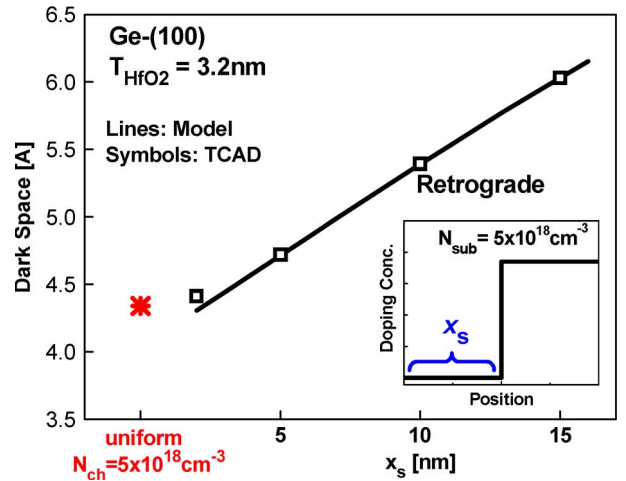 6.5
6.0
5.5
5.0
4.5
4.0
3.5
Dark Space [A]
Ge-(100)
T_HfO2 = 3.2nm
Lines: Model
Symbols: TCAD
Retrograde
N_sub = 5x10^18cm^-3
Doping Conc.
x_s
Position
uniform
N_ch=5x10^18cm^-3
5
10
15
x_s [nm]